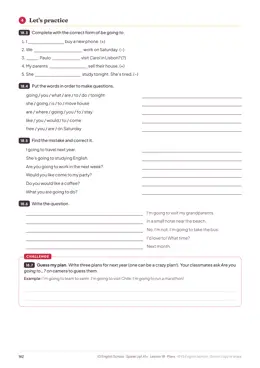 Let's practice
Complete with the correct form of be going to.
1. I ____________ buy a new phone. (+)
2. We ____________ work on Saturday. (-)
3. ____ Paulo ____________ visit Carol in Lisbon? (?)
4. My parents ____________ sell their house. (+)
5. She ____________ study tonight. She's tired. (-)
Put the words in order to make questions.
going / you / what / are / to / do / tonight
she / going / is / to / move house
are / where / going / you / to / stay
like / you / would / to / come
free / you / are / on Saturday
Find the mistake and correct it.
I going to travel next year.
She's going to studying English.
Are you going to work in the next week?
Would you like come to my party?
Do you would like a coffee?
What you are going to do?
Write the question
I'm going to visit my grandparents.
In a small hotel near the beach.
No, I'm not. I'm going to take the bus.
I'd love to! What time?
Next month.
CHALLENGE
Guess my plan. Write three plans for next year (one can be a crazy plan!). Your classmates ask Are you
going to...? on camera to guess them.
Example: I'm going to learn to swim. I'm going to visit Chile. I'm going to run a marathon!